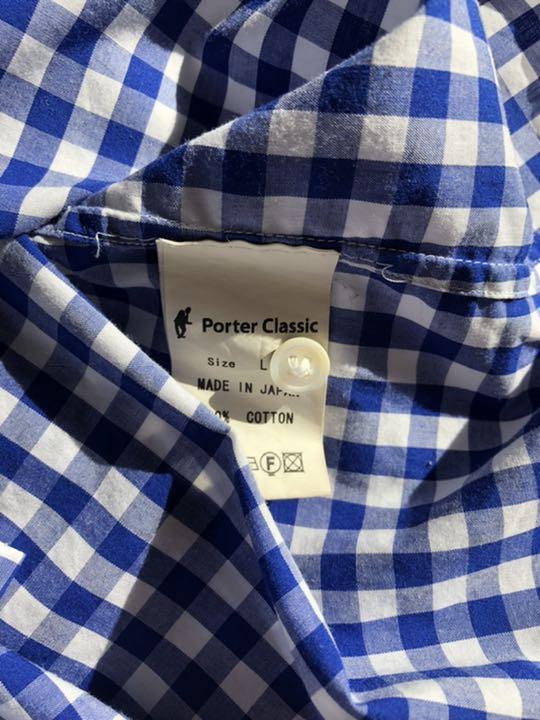 Porter Classic
Size L
MADE IN JAPAN
0% COTTON
F